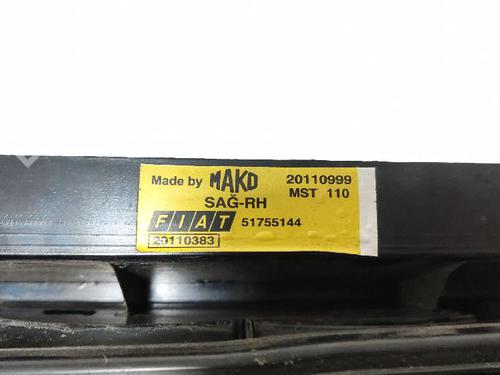 Made by MAKO 20110999
SAĞ-RH MST 110
FIAT 51755144
20110383